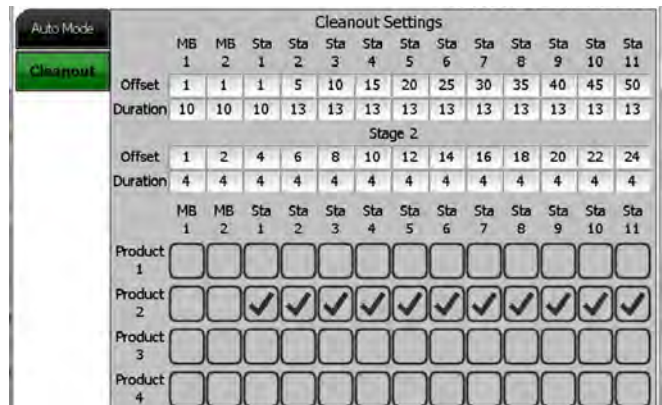 Auto Mode
Cleanout
Cleanout Settings
MB MB Sta Sta Sta Sta Sta Sta Sta Sta Sta Sta Sta
1 2 1 2 3 4 5 6 7 8 9 10 11
Offset 1 1 1 5 10 15 20 25 30 35 40 45 50
Duration 10 10 10 13 13 13 13 13 13 13 13 13 13
Stage 2
Offset 1 2 4 6 8 10 12 14 16 18 20 22 24
Duration 4 4 4 4 4 4 4 4 4 4 4 4 4
MB MB Sta Sta Sta Sta Sta Sta Sta Sta Sta Sta Sta
1 2 1 2 3 4 5 6 7 8 9 10 11
Product
1
Product
2
Product
3
Product
4